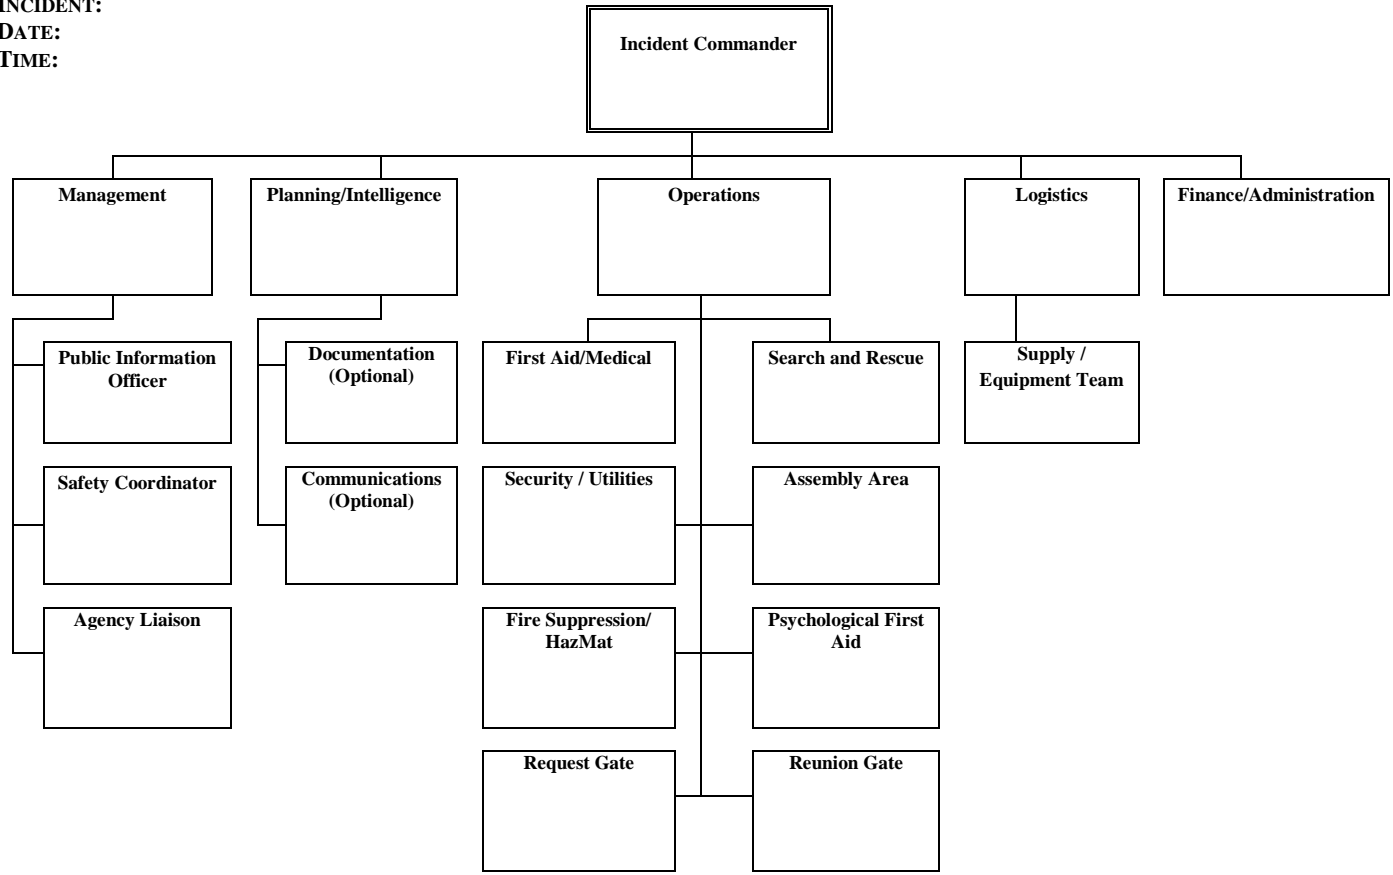 INCIDENT:
DATE:
TIME:
Incident Commander
Management
Planning/Intelligence
Operations
Logistics
Finance/Administration
Public Information
Officer
Documentation
(Optional)
First Aid/Medical
Search and Rescue
Supply /
Equipment Team
Safety Coordinator
Communications
(Optional)
Security / Utilities
Assembly Area
Agency Liaison
Fire Suppression/
HazMat
Psychological First
Aid
Request Gate
Reunion Gate